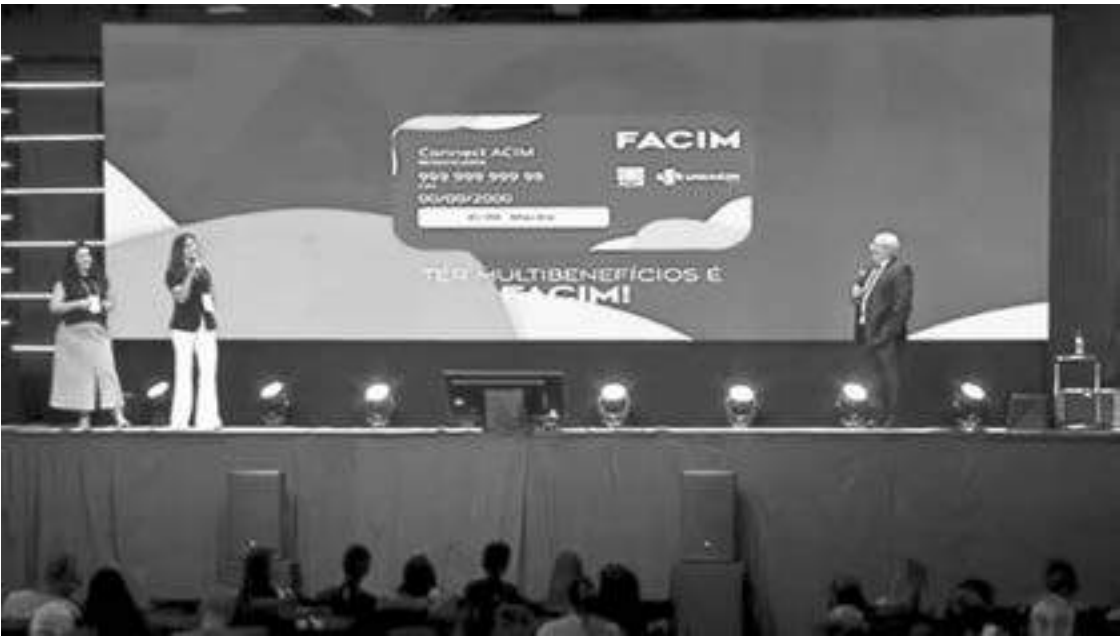 Connect ACIM
999 999 999 99
00/00/2000
FACIM
TER MULTIBENEFÍCIOS É
FACIM!